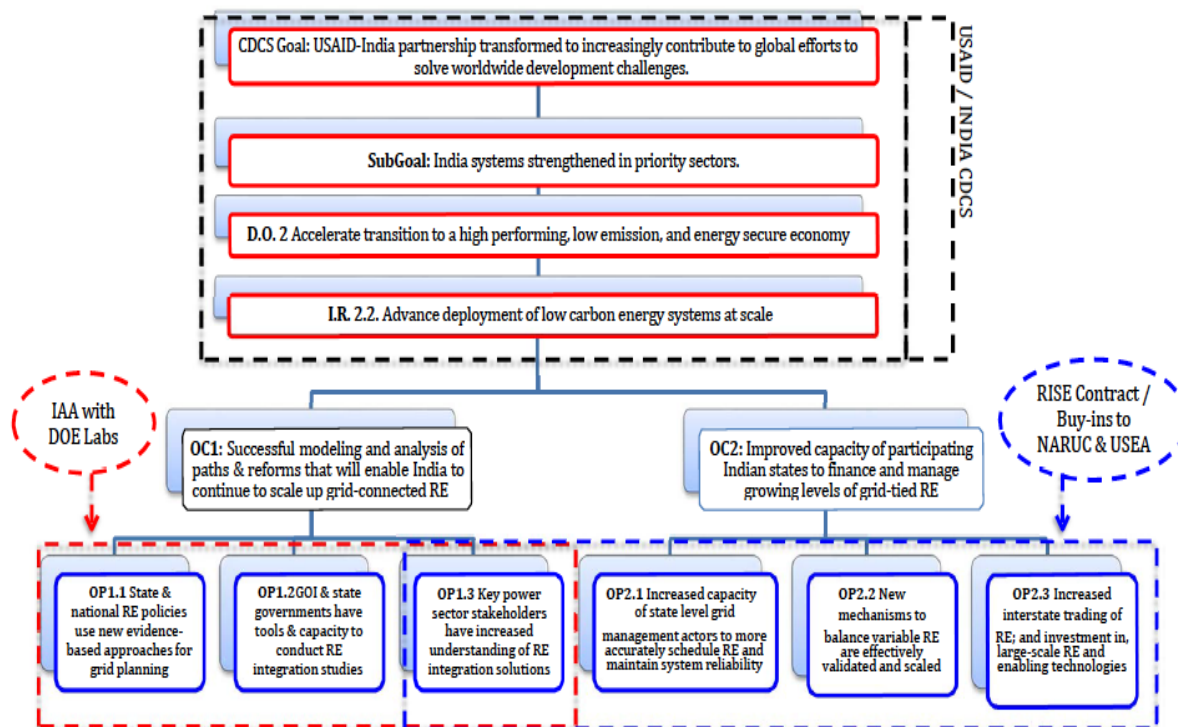 CDCS Goal: USAID-India partnership transformed to increasingly contribute to global efforts to
solve worldwide development challenges.
USAID / INDIA CDCS
SubGoal: India systems strengthened in priority sectors.
D.O. 2 Accelerate transition to a high performing, low emission, and energy secure economy
I.R. 2.2. Advance deployment of low carbon energy systems at scale
IAA with
DOE Labs
RISE Contract /
Buy-ins to
NARUC & USEA
OC1: Successful modeling and analysis of
paths & reforms that will enable India to
continue to scale up grid-connected RE
OC2: Improved capacity of participating
Indian states to finance and manage
growing levels of grid-tied RE
OP1.1 State &
national RE policies
use new evidence-
based approaches for
grid planning
OP1.2GOI & state
governments have
tools & capacity to
conduct RE
integration studies
OP1.3 Key power
sector stakeholders
have increased
understanding of RE
integration solutions
OP2.1 Increased capacity
of state level grid
management actors to more
accurately schedule RE and
maintain system reliability
OP2.2 New
mechanisms to
balance variable RE
are effectively
validated and scaled
OP2.3 Increased
interstate trading of
RE; and investment in,
large-scale RE and
enabling technologies